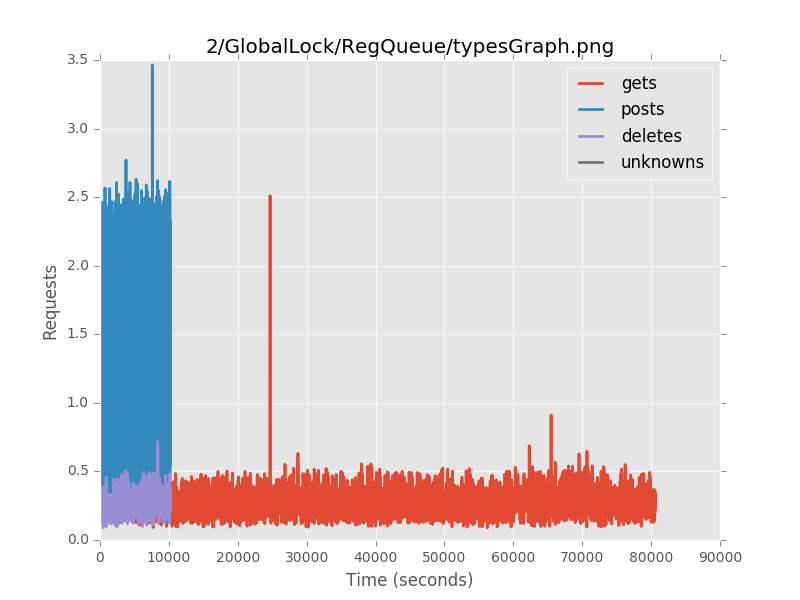 2/GlobalLock/RegQueue/typesGraph.png
3.5
3.0
2.5
2.0
1.5
1.0
0.5
0.0
Requests
gets
posts
deletes
unknowns
0 10000 20000 30000 40000 50000 60000 70000 80000 90000
Time (seconds)